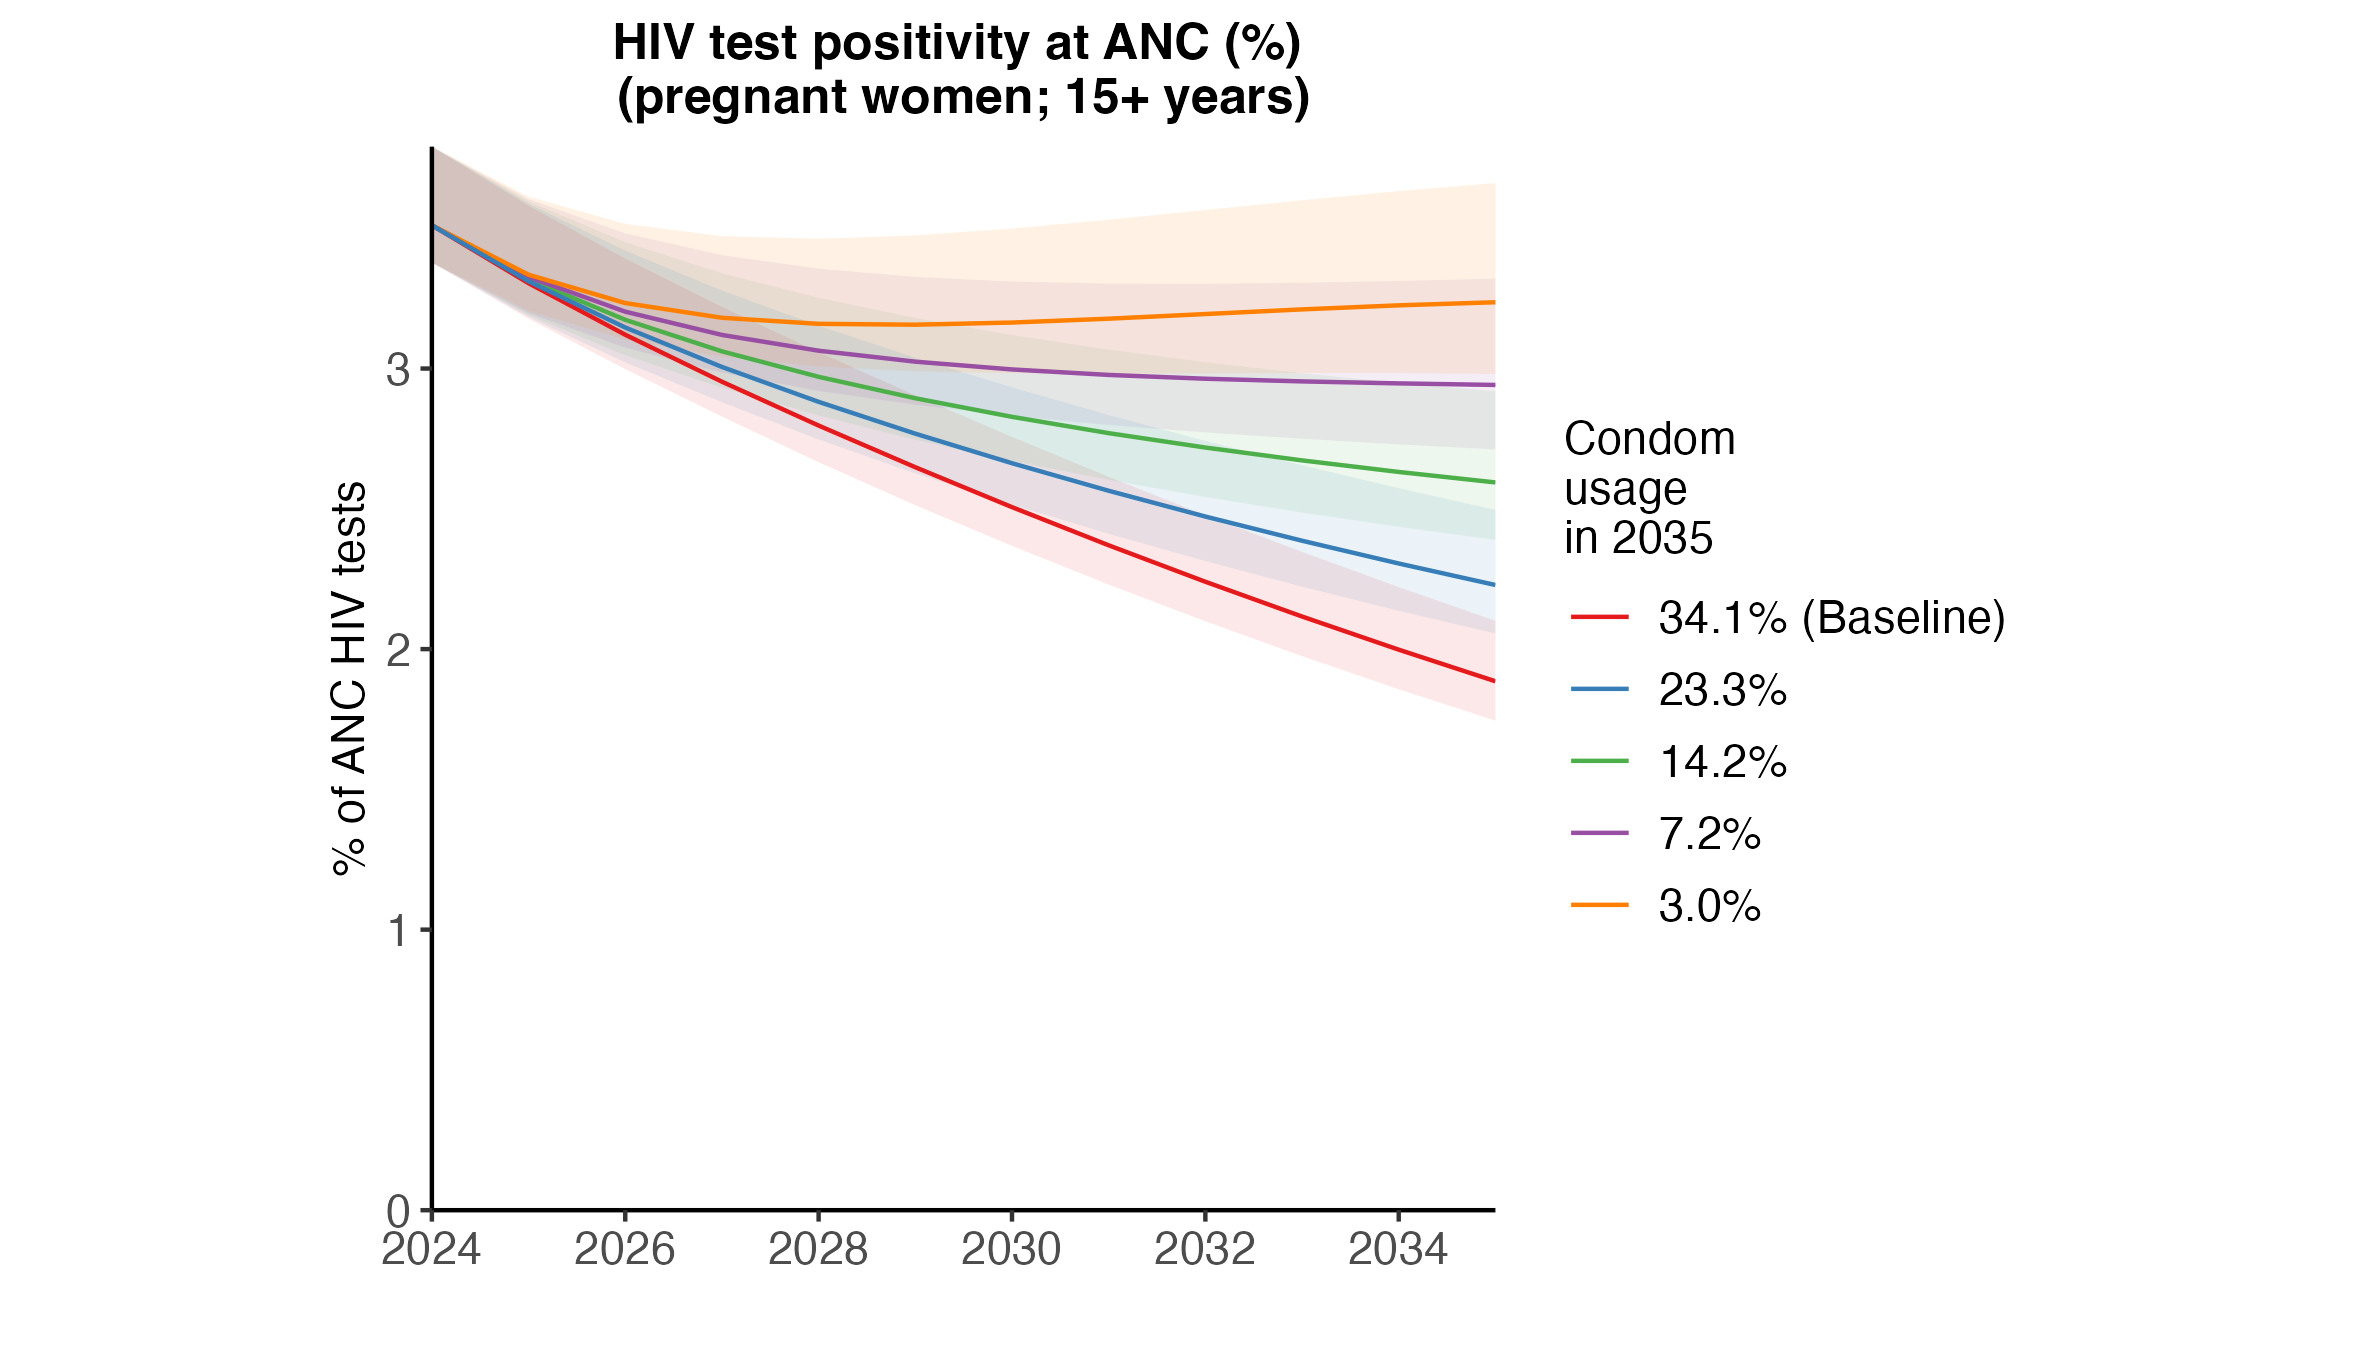 HIV test positivity at ANC (%)
(pregnant women; 15+ years)
% of ANC HIV tests
3
2
1
0
2024
2026
2028
2030
2032
2034
Condom
usage
in 2035
34.1% (Baseline)
23.3%
14.2%
7.2%
3.0%